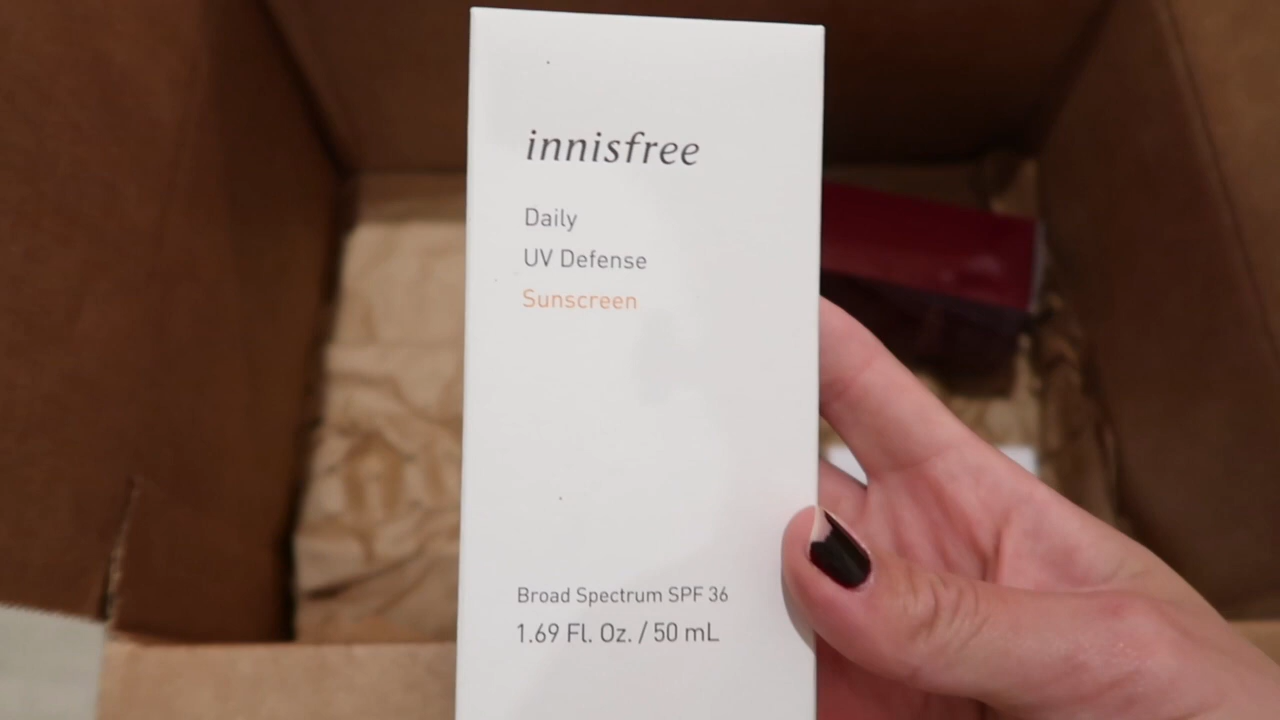 innisfree
Daily
UV Defense
Sunscreen
Broad Spectrum SPF 36
1.69 Fl. Oz. / 50 mL